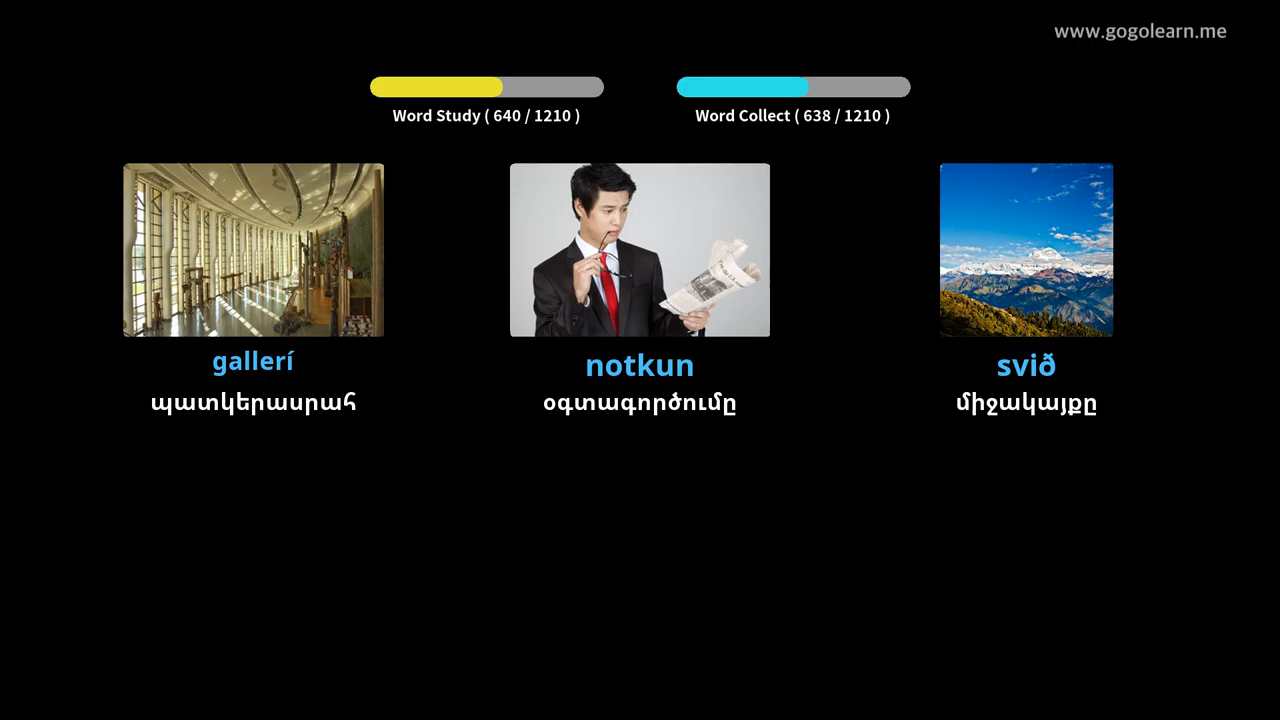 www.gogolearn.me
Word Study ( 640 / 1210 )
Word Collect ( 638 / 1210 )
gallerí
notkun
svið
պատկերասրահ
օգտագործումը
միջակայքը